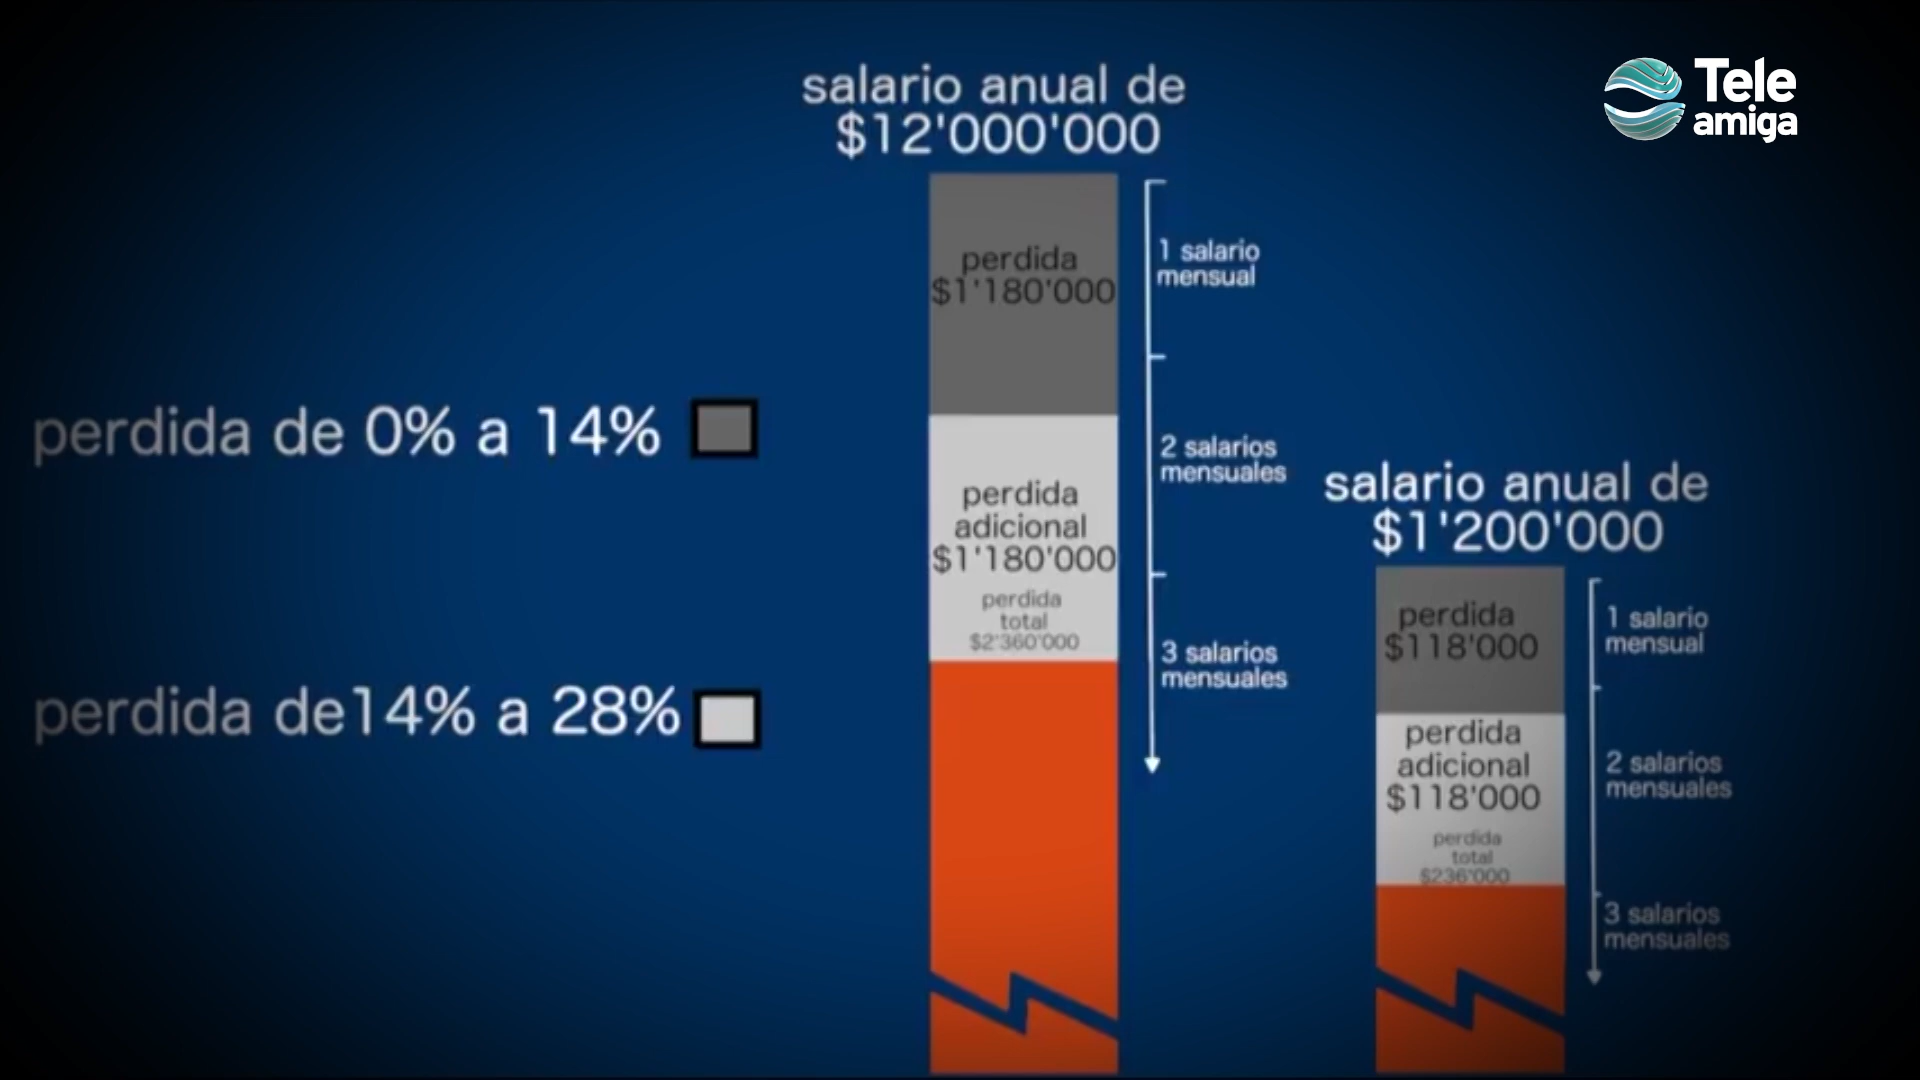 Tele
amiga
salario anual de
$12'000'000
perdida
$1'180'000
1 salario
mensual
perdida de 0% a 14%
2 salarios
mensuales
perdida
adicional
$1'180'000
perdida
total
$2'360'000
3 salarios
mensuales
perdida de14% a 28%
salario anual de
$1'200'000
perdida
$118'000
1 salario
mensual
perdida
adicional
$118'000
perdida
total
$236'000
2 salarios
mensuales
3 salarios
mensuales